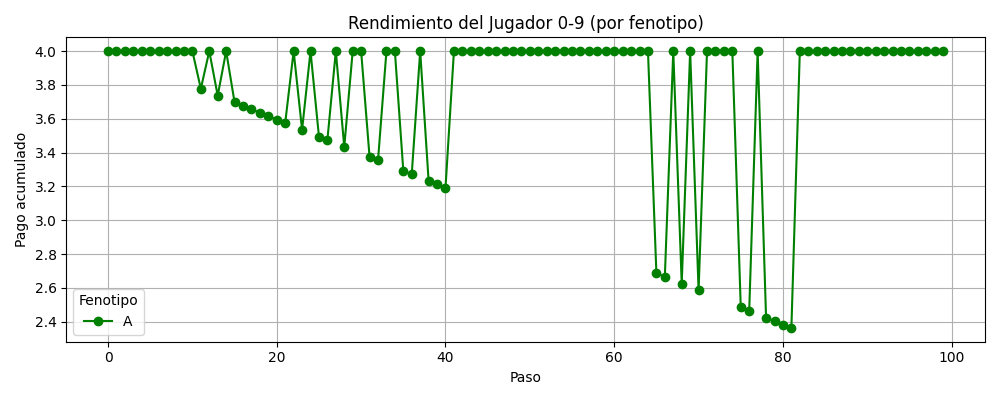 Rendimiento del Jugador 0-9 (por fenotipo)
Pago acumulado
4.0
3.8
3.6
3.4
3.2
3.0
2.8
2.6
2.4
Fenotipo
A
0 20 40 60 80 100
Paso